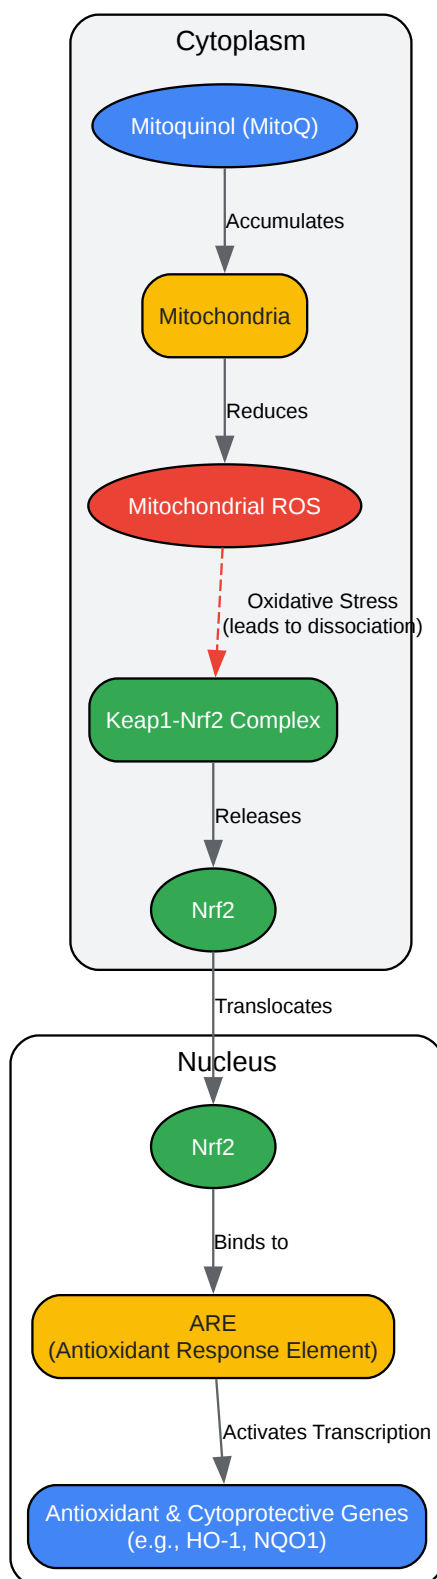 Cytoplasm
Mitoquinol (MitoQ)
Accumulates
Mitochondria
Reduces
Mitochondrial ROS
Oxidative Stress
(leads to dissociation)
Keap1-Nrf2 Complex
Releases
Nrf2
Translocates
Nucleus
Nrf2
Binds to
ARE
(Antioxidant Response Element)
Activates Transcription
Antioxidant & Cytoprotective Genes
(e.g., HO-1, NQO1)